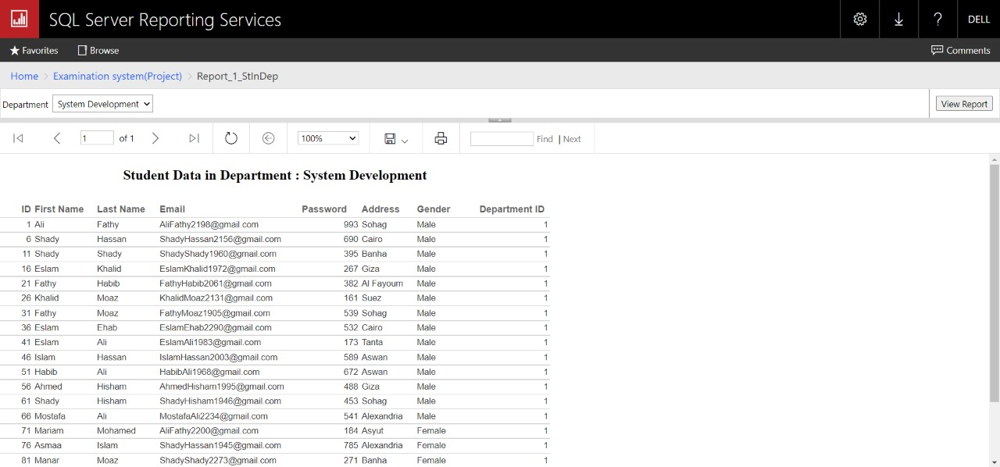 SQL Server Reporting Services ? DELL
Favorites Browse Comments
Home > Examination system(Project) > Report_1_StInDep
Department System Development View Report
1 of 1 100% Find | Next
Student Data in Department : System Development
ID First Name Last Name Email Password Address Gender Department ID
1 Ali Fathy AliFathy2198@gmail.com 993 Sohag Male 1
6 Shady Hassan ShadyHassan2156@gmail.com 690 Cairo Male 1
11 Shady Shady ShadyShady1960@gmail.com 395 Banha Male 1
16 Eslam Khalid EslamKhalid1972@gmail.com 267 Giza Male 1
21 Fathy Habib FathyHabib2061@gmail.com 382 Al Fayoum Male 1
26 Khalid Moaz KhalidMoaz2131@gmail.com 161 Suez Male 1
31 Fathy Moaz FathyMoaz1905@gmail.com 539 Sohag Male 1
36 Eslam Ehab EslamEhab2290@gmail.com 532 Cairo Male 1
41 Eslam Ali EslamAli1983@gmail.com 173 Tanta Male 1
46 Islam Hassan IslamHassan2003@gmail.com 589 Aswan Male 1
51 Habib Ali HabibAli1968@gmail.com 672 Aswan Male 1
56 Ahmed Hisham AhmedHisham1995@gmail.com 488 Giza Male 1
61 Shady Hisham ShadyHisham1946@gmail.com 453 Sohag Male 1
66 Mostafa Ali MostafaAli2234@gmail.com 541 Alexandria Male 1
71 Mariam Mohamed AliFathy2200@gmail.com 184 Asyut Female 1
76 Asmaa Islam ShadyHassan1945@gmail.com 785 Alexandria Female 1
81 Manar Moaz ShadyShady2273@gmail.com 271 Banha Female 1